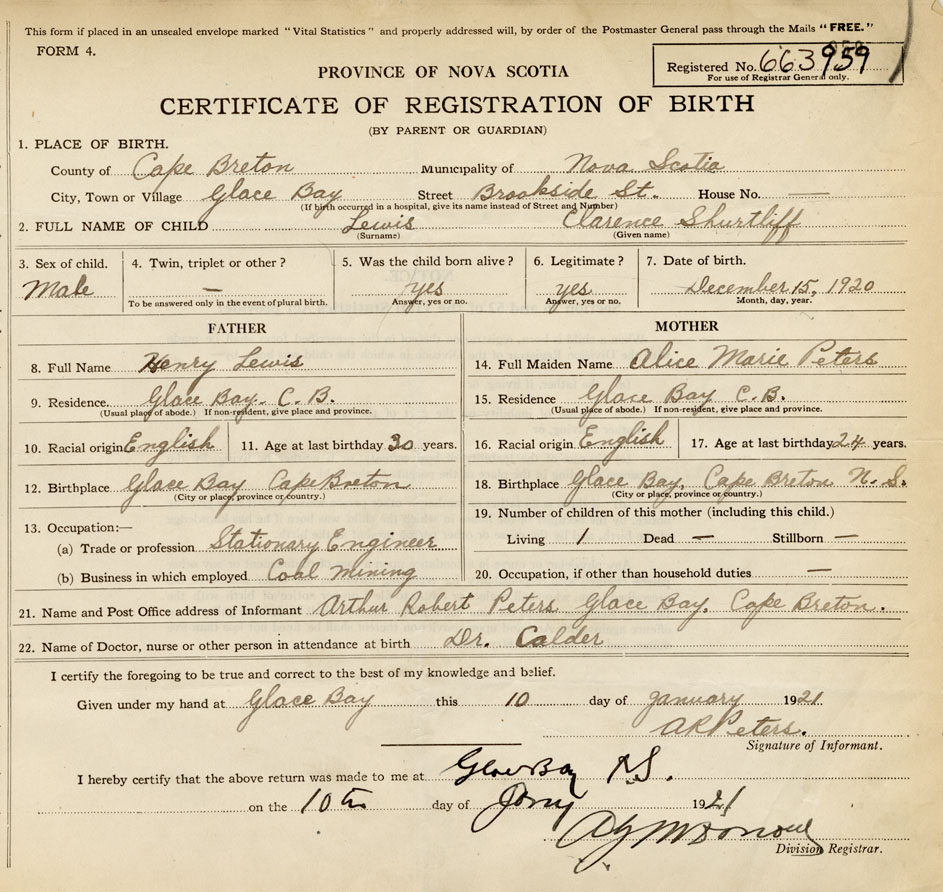 This form if placed in an unsealed envelope marked "Vital Statistics" and properly addressed will, by order of the Postmaster General pass through the Mails "FREE."
FORM 4.
Registered No. 663959
For use of Registrar General only.
PROVINCE OF NOVA SCOTIA
CERTIFICATE OF REGISTRATION OF BIRTH
(BY PARENT OR GUARDIAN)
1. PLACE OF BIRTH.
County of Cape Breton Municipality of Nova Scotia
City, Town or Village Glace Bay Street Brookside St. House No. —
(If birth occurred in a hospital, give its name instead of Street and Number)
2. FULL NAME OF CHILD Lewis Clarence Shurtliff
(Surname) (Given name)
3. Sex of child. 4. Twin, triplet or other? 5. Was the child born alive? 6. Legitimate? 7. Date of birth.
Male — yes yes December 15, 1920
To be answered only in the event of plural birth. Answer, yes or no. Answer, yes or no. Month, day, year.
FATHER MOTHER
8. Full Name Henry Lewis 14. Full Maiden Name Alice Marie Peters
9. Residence. Glace Bay. C. B. 15. Residence Glace Bay C. B.
(Usual place of abode.) If non-resident, give place and province. (Usual place of abode.) If non-resident, give place and province.
10. Racial origin English 11. Age at last birthday 30 years. 16. Racial origin English 17. Age at last birthday 24 years.
12. Birthplace Glace Bay Cape Breton 18. Birthplace Glace Bay, Cape Breton N. S.
(City or place, province or country.) (City or place, province or country.)
13. Occupation:— 19. Number of children of this mother (including this child.)
(a) Trade or profession Stationary Engineer Living 1 Dead — Stillborn —
(b) Business in which employed Coal Mining 20. Occupation, if other than household duties —
21. Name and Post Office address of Informant Arthur Robert Peters Glace Bay. Cape Breton.
22. Name of Doctor, nurse or other person in attendance at birth Dr. Calder
I certify the foregoing to be true and correct to the best of my knowledge and belief.
Given under my hand at Glace Bay this 10 day of January 1921.
AR Peters.
Signature of Informant.
I hereby certify that the above return was made to me at Glace Bay N.S.
on the 10th day of Jany 1921
Division Registrar.